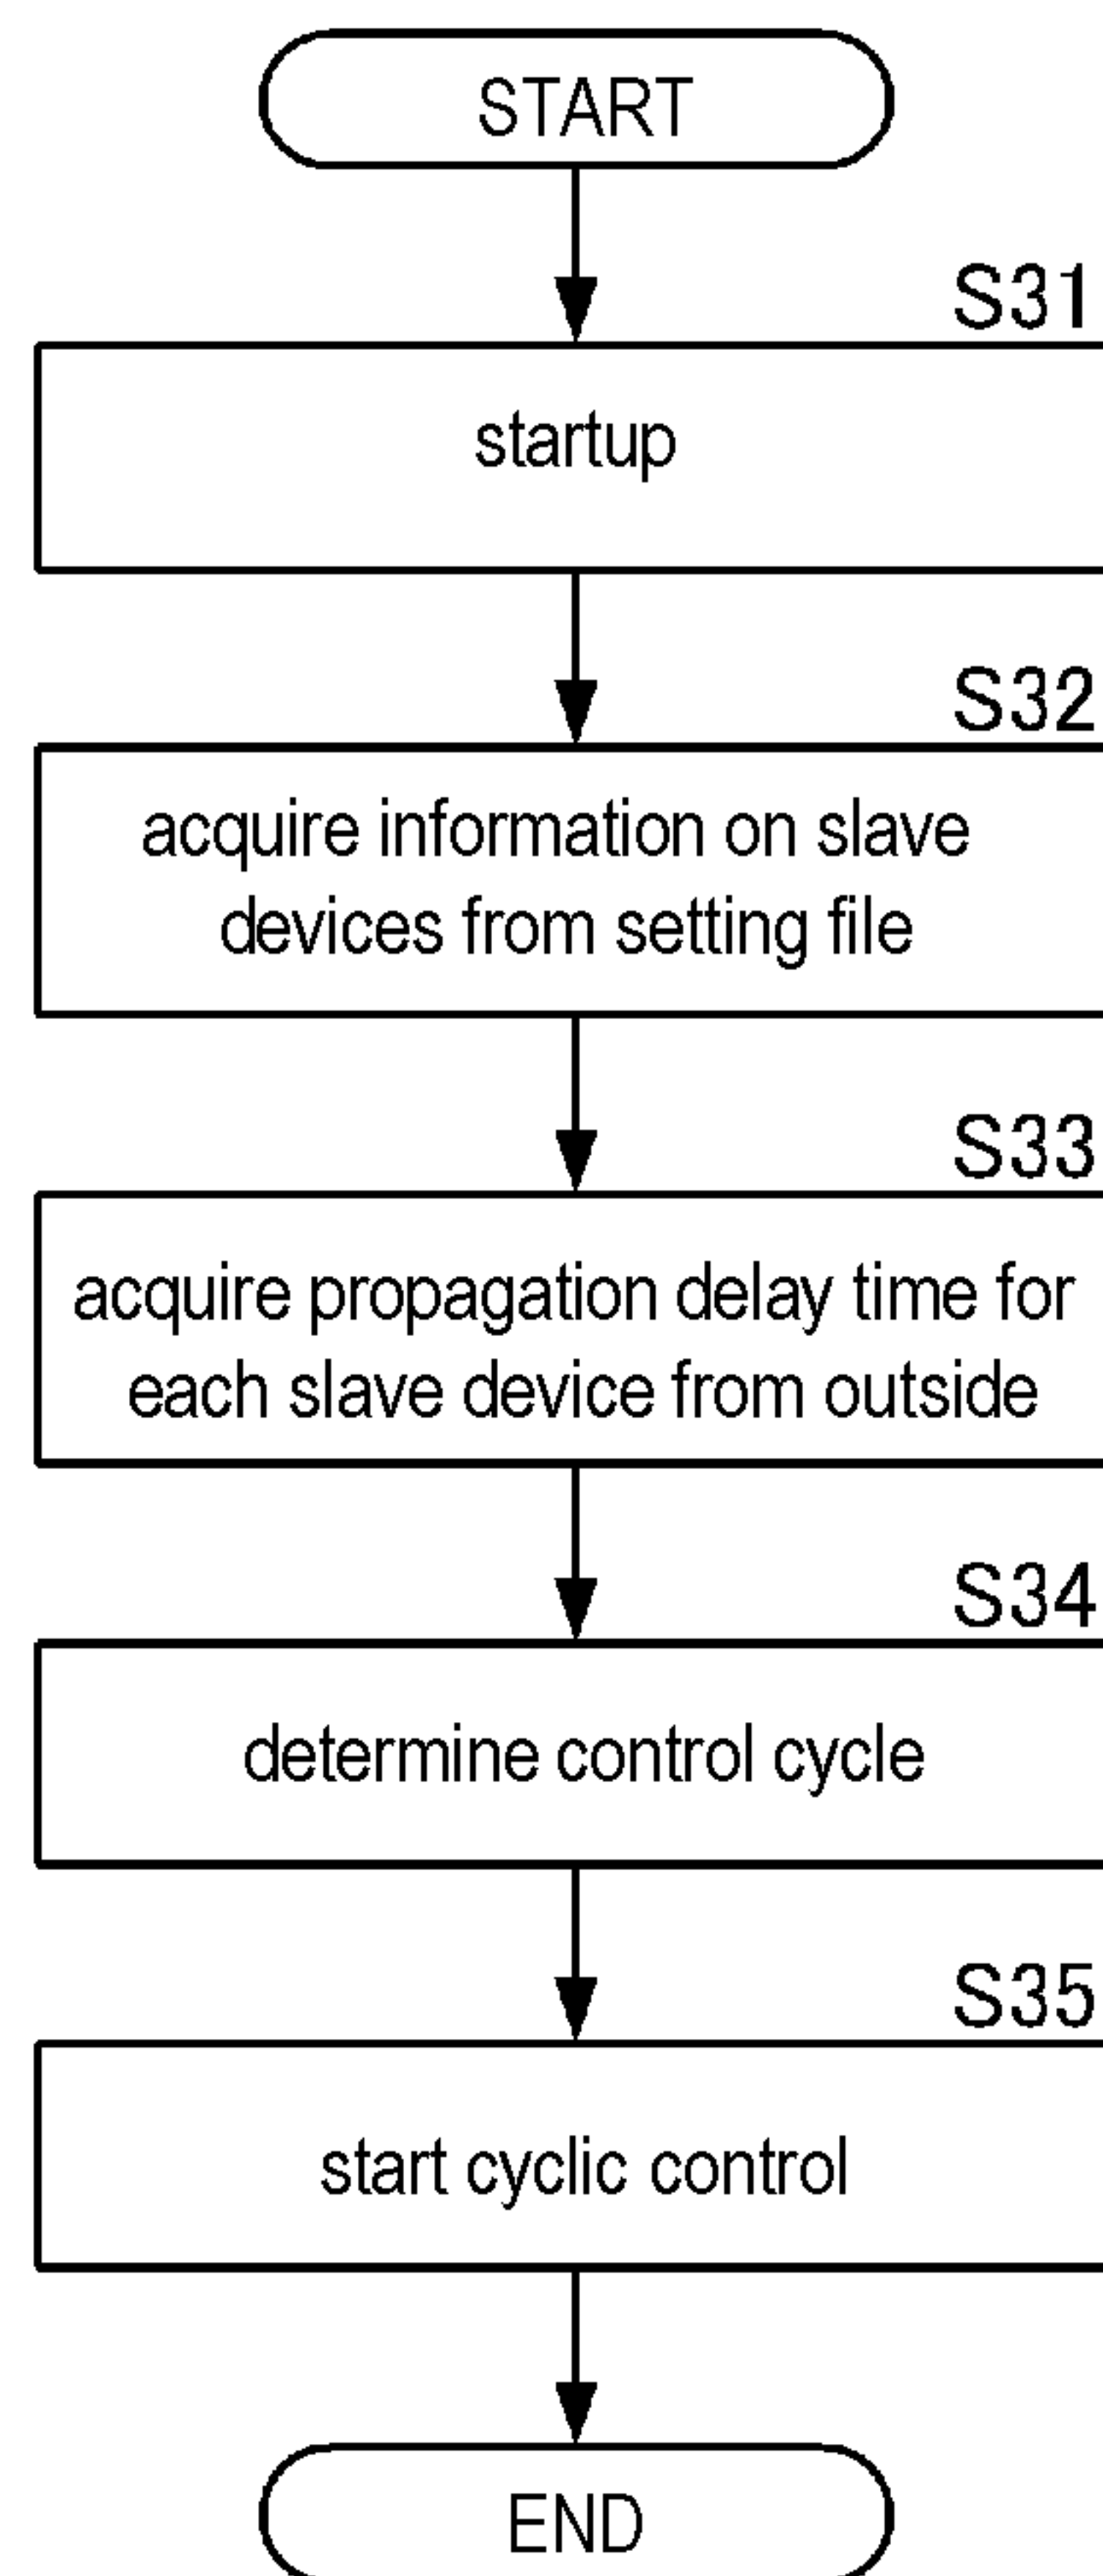 START
S31
startup
S32
acquire information on slave
devices from setting file
S33
acquire propagation delay time for
each slave device from outside
S34
determine control cycle
S35
start cyclic control
END